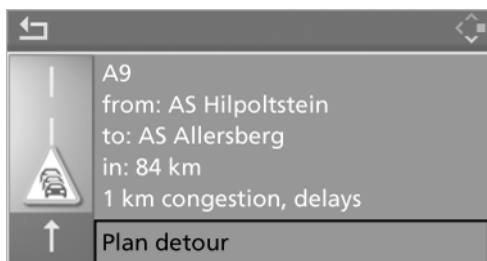 A9
from: AS Hilpoltstein
to: AS Allersberg
in: 84 km
1 km congestion, delays
Plan detour